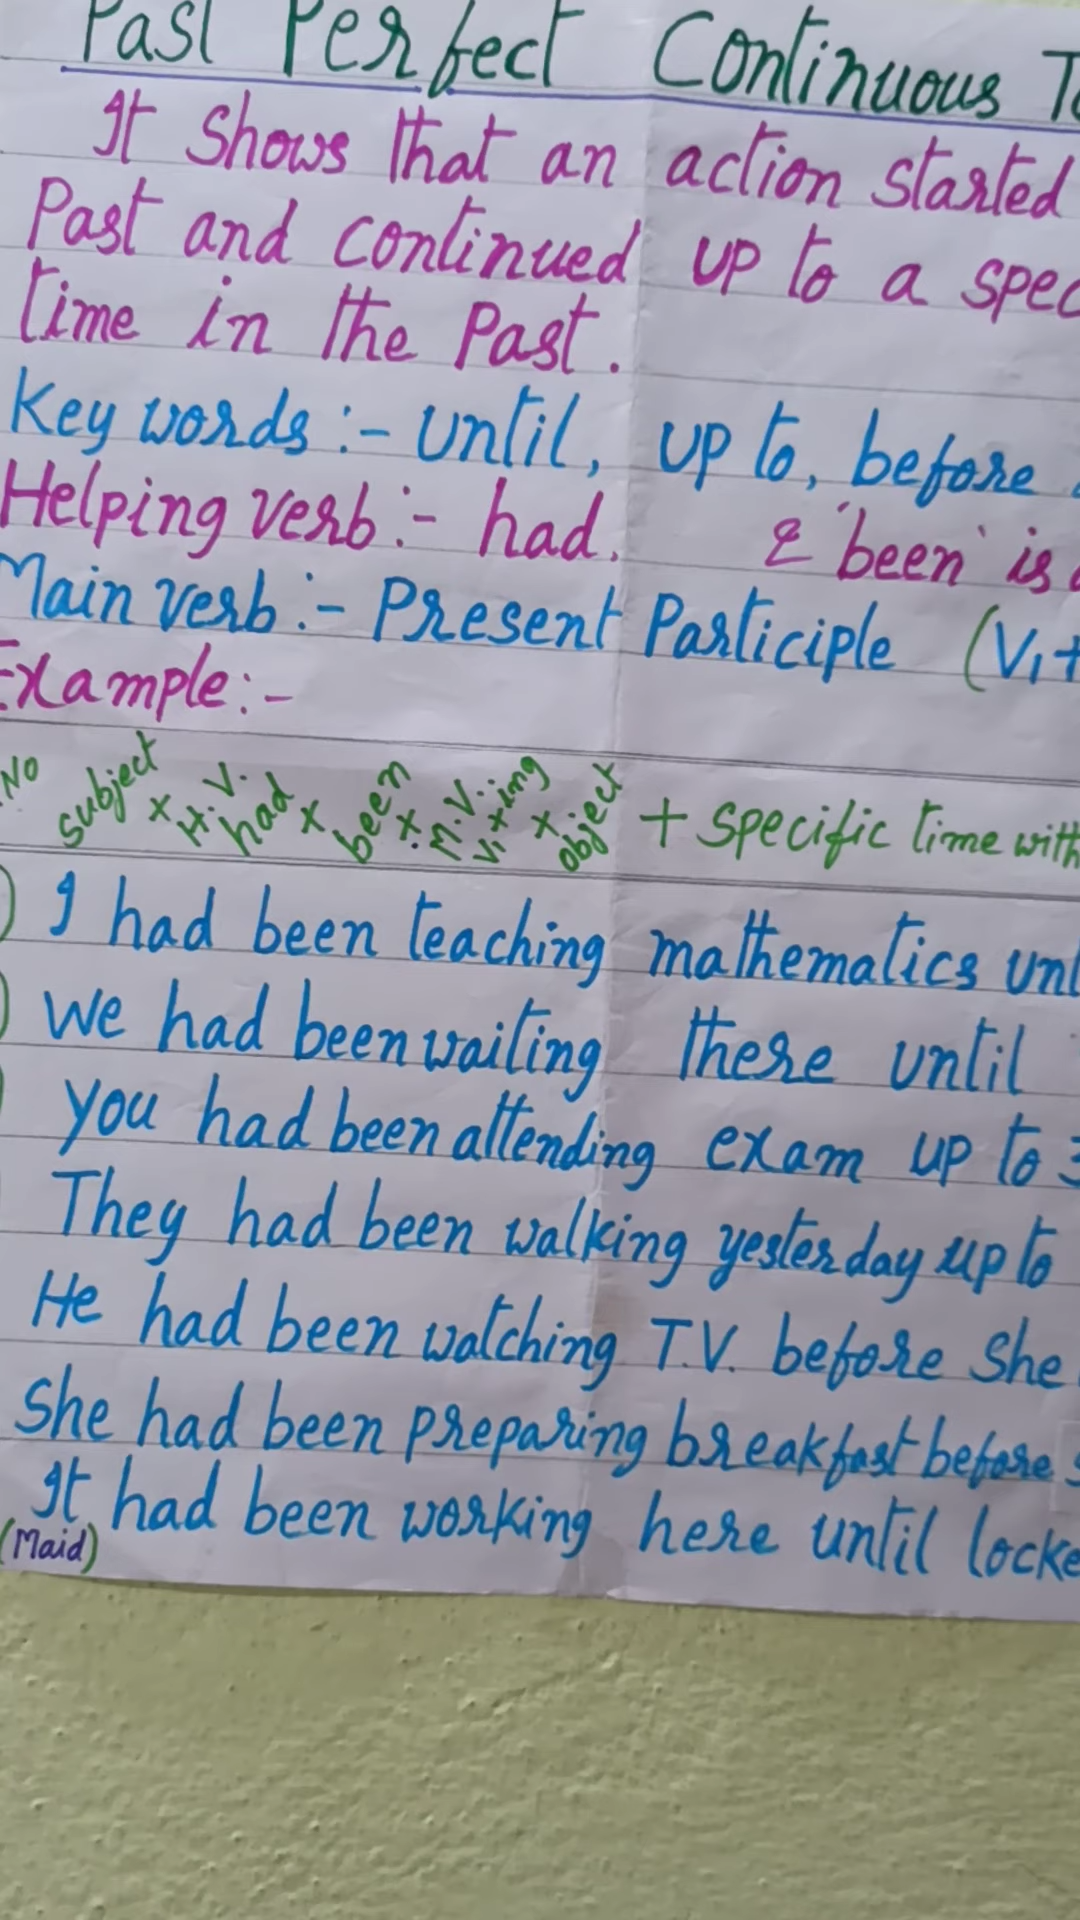 Past Perfect Continuous
It shows that an action started
Past and continued up to a
time in the Past.
Key words :- until, up to, before
Helping verb :- had. & 'been' is
Main verb :- Present Participle (V1+
Example :-
NO subject + H.V. had + been + M.V. V1+ing + object + specific time with
I had been teaching mathematics
We had been waiting there until
You had been attending exam up to
They had been walking yesterday up to
He had been watching T.V. before she
She had been preparing breakfast before
It had been working here until
(Maid)